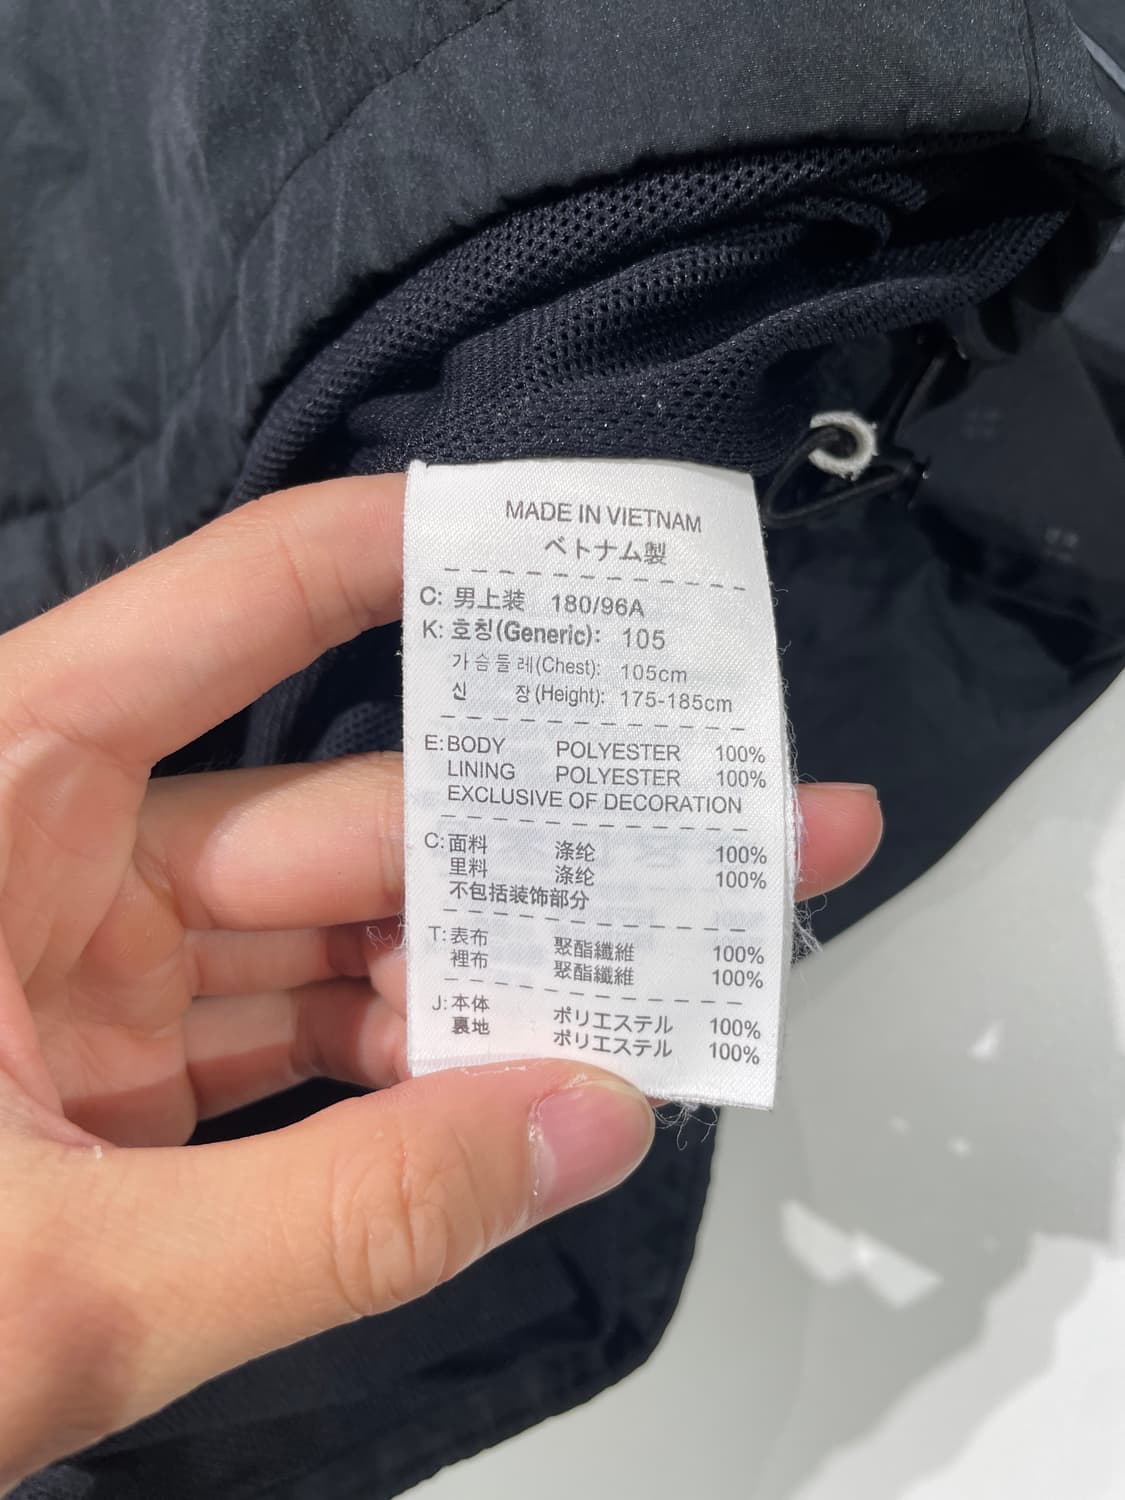 MADE IN VIETNAM
ベトナム製
C: 男上装 180/96A
K: 호칭(Generic): 105
가슴둘레(Chest): 105cm
신 장(Height): 175-185cm
E: BODY POLYESTER 100%
LINING POLYESTER 100%
EXCLUSIVE OF DECORATION
C: 面料 涤纶 100%
里料 涤纶 100%
不包括装饰部分
T: 表布 聚酯纖維 100%
裡布 聚酯纖維 100%
J: 本体 ポリエステル 100%
裏地 ポリエステル 100%